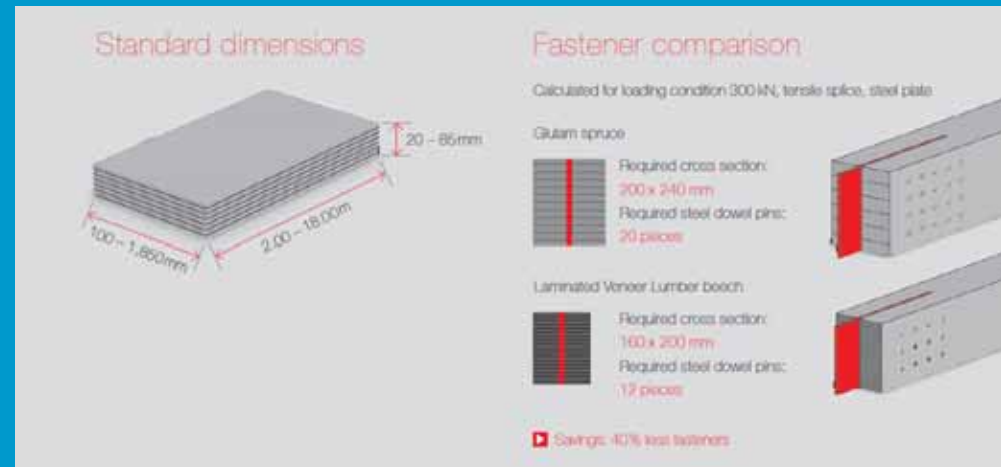 Standard dimensions
20 – 85mm
100 – 1,850mm
2,00 – 18.00m
Fastener comparison
Calculated for loading condition 300 kN, tensile splice, steel plate
Glulam spruce
Required cross section:
200 x 240 mm
Required steel dowel pins:
20 pieces
Laminated Veneer Lumber beech
Required cross section:
160 x 200 mm
Required steel dowel pins:
12 pieces
Savings: 40% less fasteners